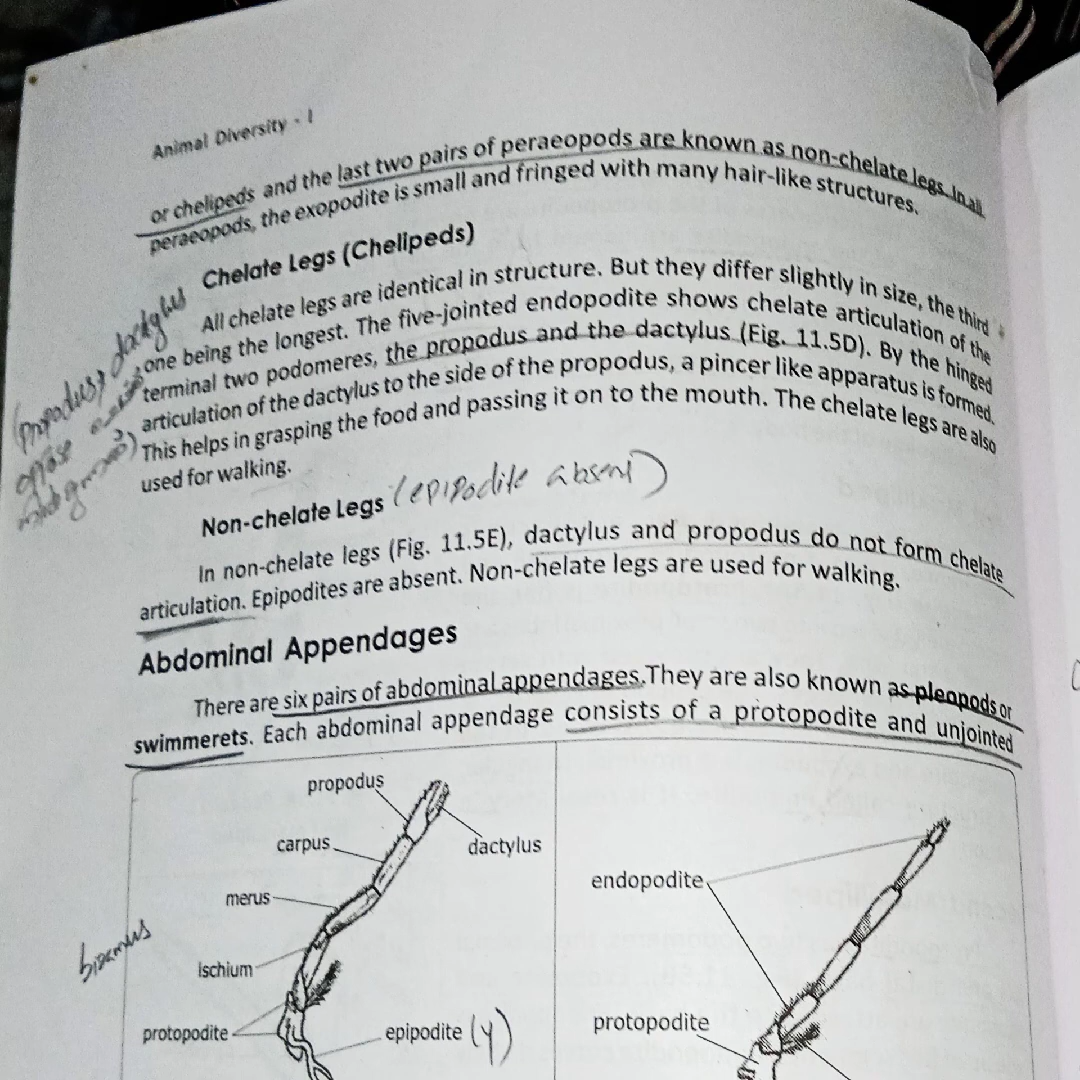 Animal Diversity - I
or chelipeds and the last two pairs of peraeopods are known as non-chelate legs. In all
peraeopods, the exopodite is small and fringed with many hair-like structures.
Chelate Legs (Chelipeds)
All chelate legs are identical in structure. But they differ slightly in size, the third
one being the longest. The five-jointed endopodite shows chelate articulation of the
terminal two podomeres, the propodus and the dactylus (Fig. 11.5D). By the hinged
articulation of the dactylus to the side of the propodus, a pincer like apparatus is formed.
This helps in grasping the food and passing it on to the mouth. The chelate legs are also
used for walking.
(propodus,
Non-chelate Legs (epipodite absent)
In non-chelate legs (Fig. 11.5E), dactylus and propodus do not form chelate
articulation. Epipodites are absent. Non-chelate legs are used for walking.
Abdominal Appendages
There are six pairs of abdominal appendages.They are also known as pleopods or
swimmerets. Each abdominal appendage consists of a protopodite and unjointed
propodus
carpus
dactylus
merus
Ischium
protopodite
epipodite (y)
endopodite
protopodite